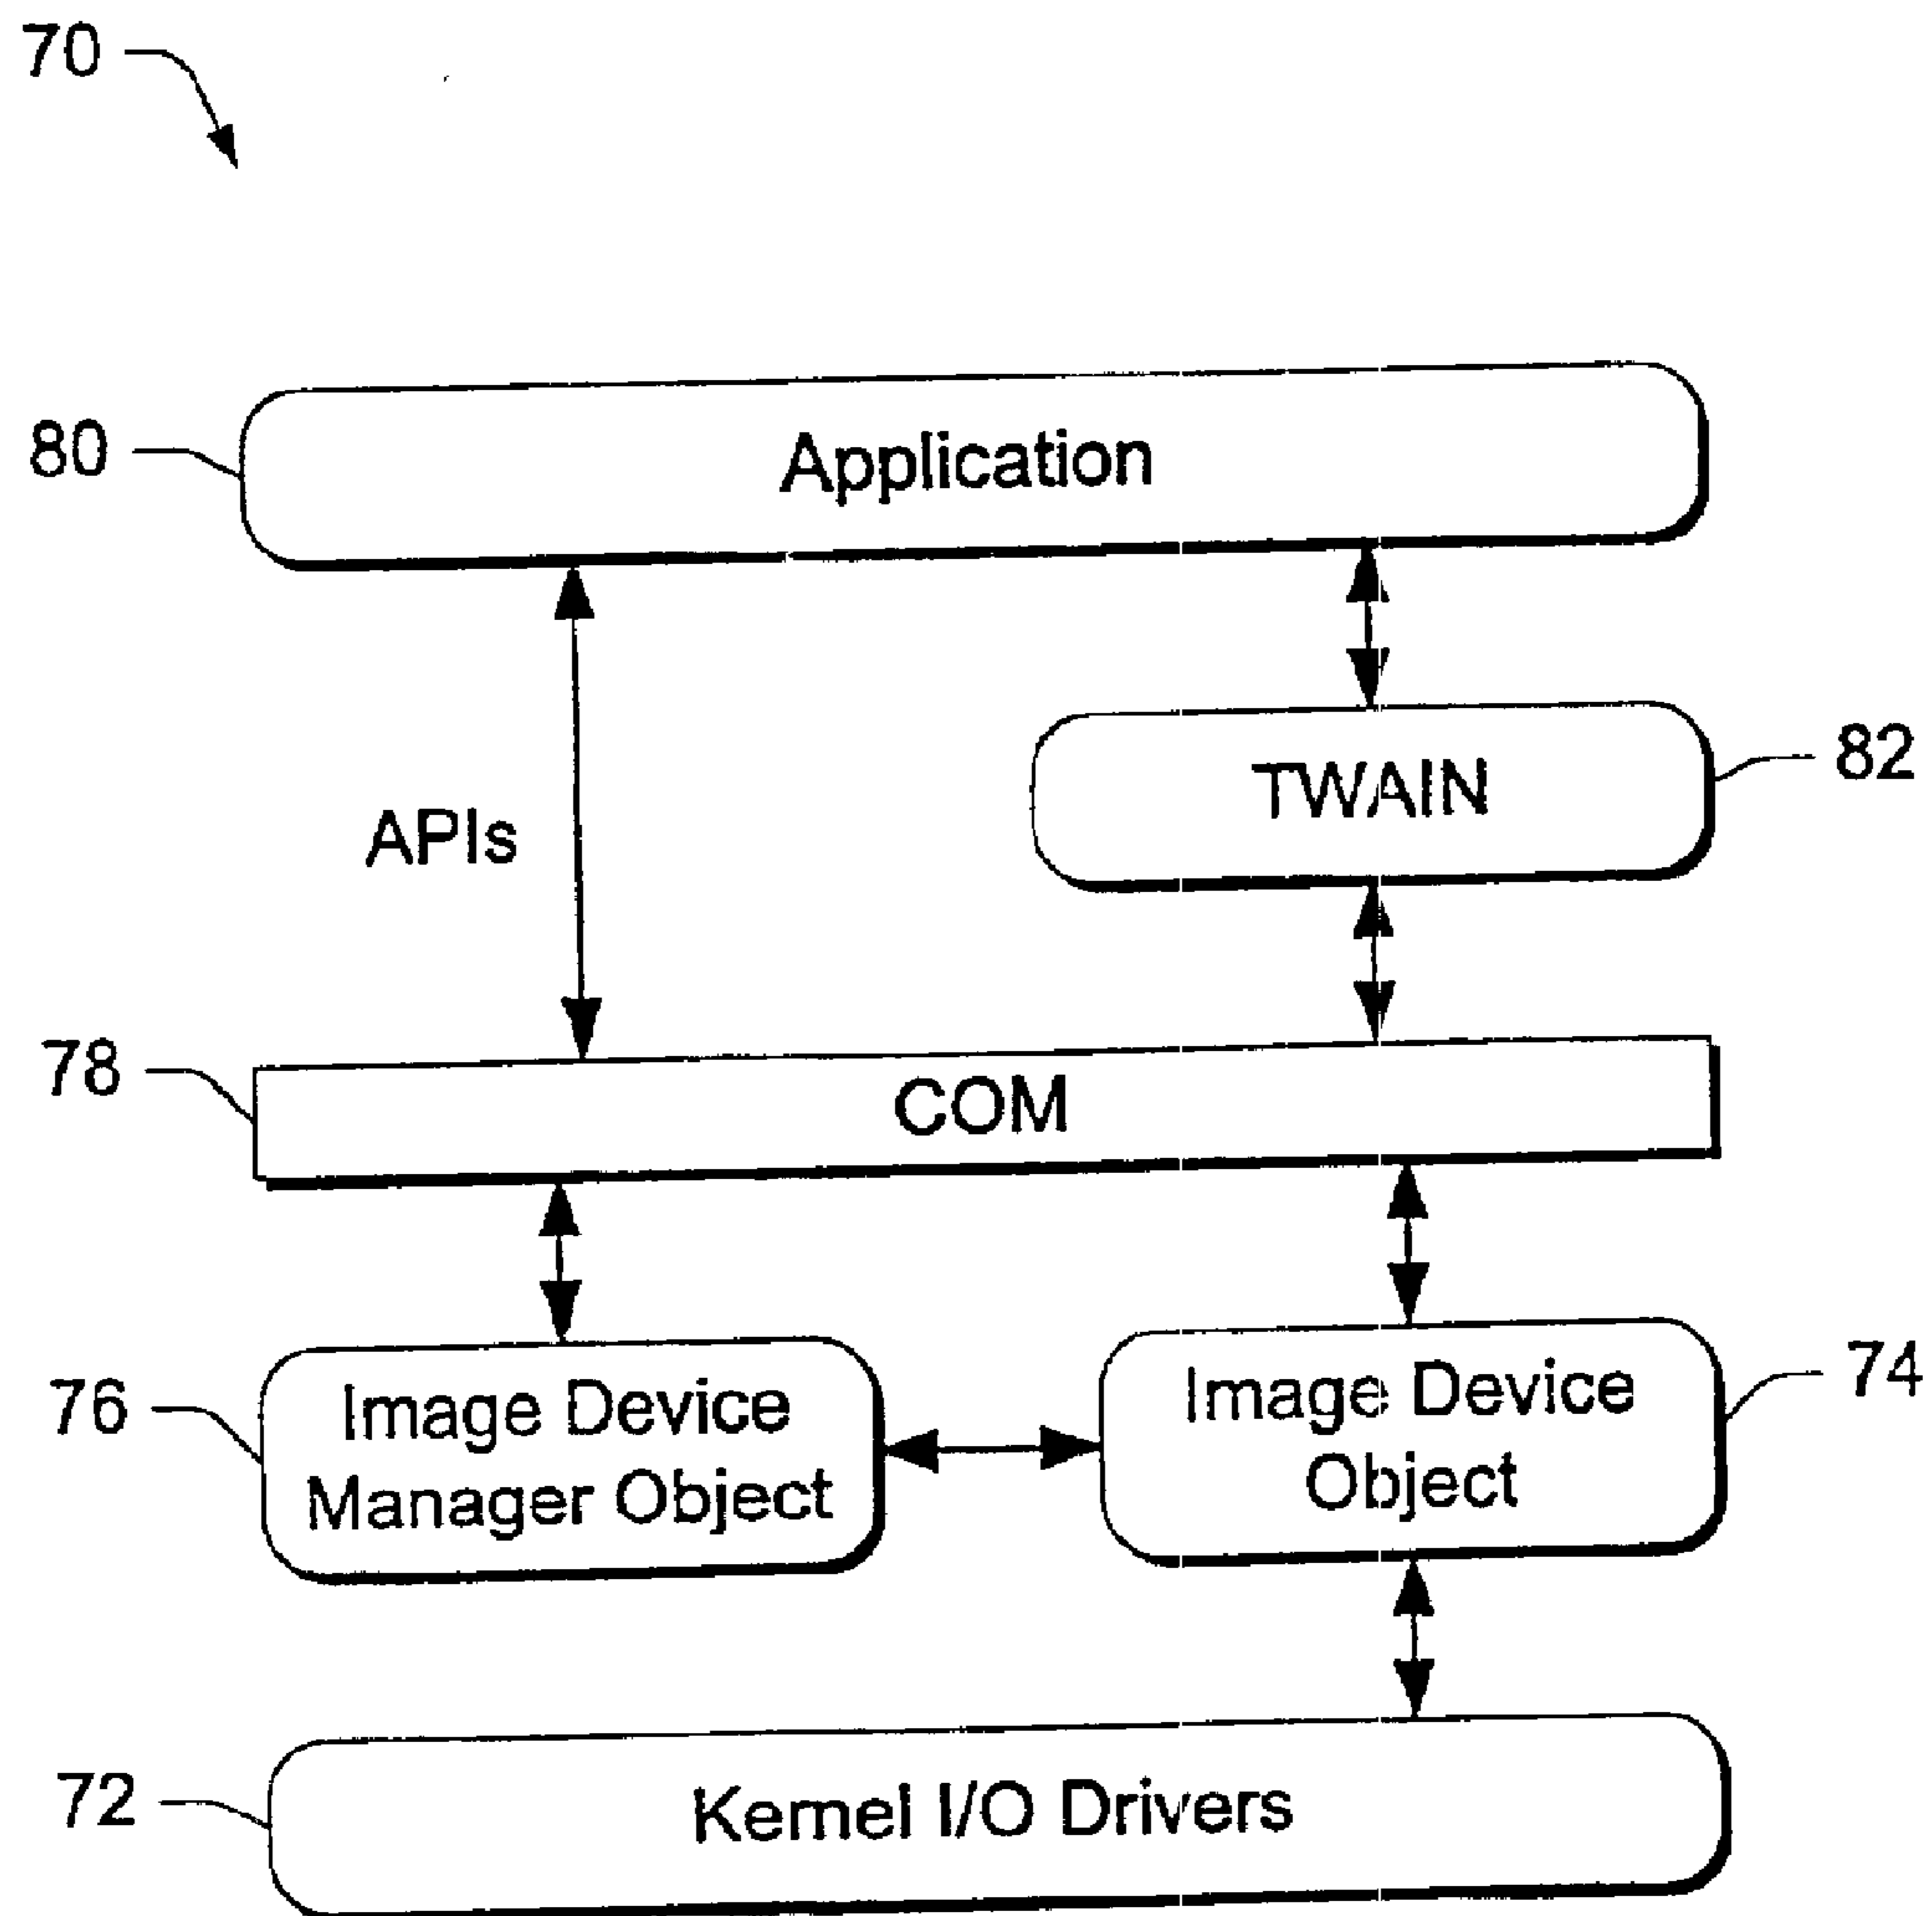 70
80
Application
APIs
TWAIN
82
78
COM
76
Image Device
Manager Object
Image Device
Object
74
72
Kernel I/O Drivers